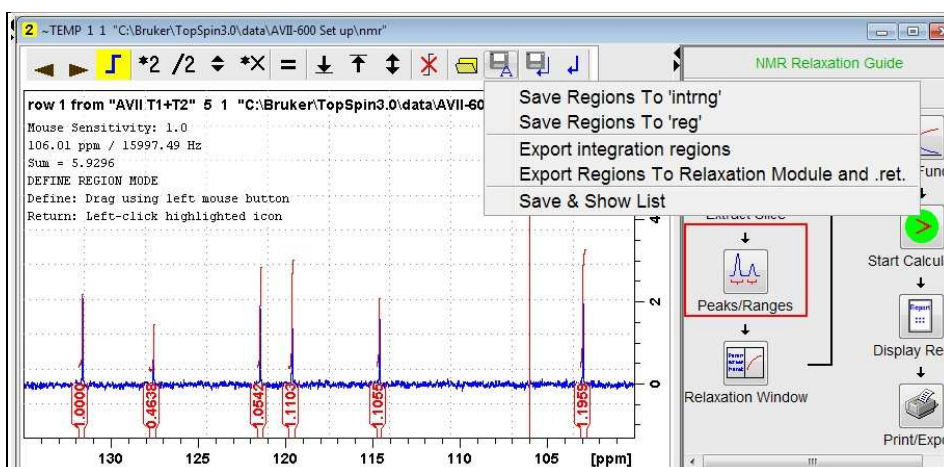 2 ~TEMP 1 1 "C:\Bruker\TopSpin3.0\data\AVII-600 Set up\nmr"
*2 /2 *X =
NMR Relaxation Guide
row 1 from "AVII T1+T2" 5 1 "C:\Bruker\TopSpin3.0\data\AVII-60
Mouse Sensitivity: 1.0
106.01 ppm / 15997.49 Hz
Sum = 5.9296
DEFINE REGION MODE
Define: Drag using left mouse button
Return: Left-click highlighted icon
Save Regions To 'intrng'
Save Regions To 'reg'
Export integration regions
Export Regions To Relaxation Module and .ret.
Save & Show List
Func
Extract Slice
Peaks/Ranges
Relaxation Window
Start Calcul
Report
Display Re
Print/Expo
4
2
0
1.0000
0.4638
1.0542
1.1103
1.1055
1.1959
130 125 120 115 110 105 [ppm]